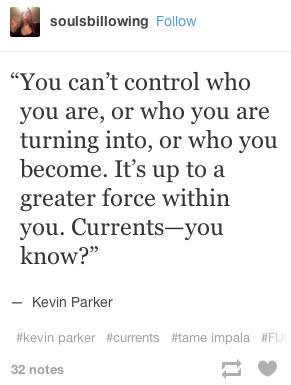 soulsbillowing Follow
“You can’t control who
you are, or who you are
turning into, or who you
become. It’s up to a
greater force within
you. Currents—you
know?”
— Kevin Parker
#kevin parker #currents #tame impala #FU
32 notes